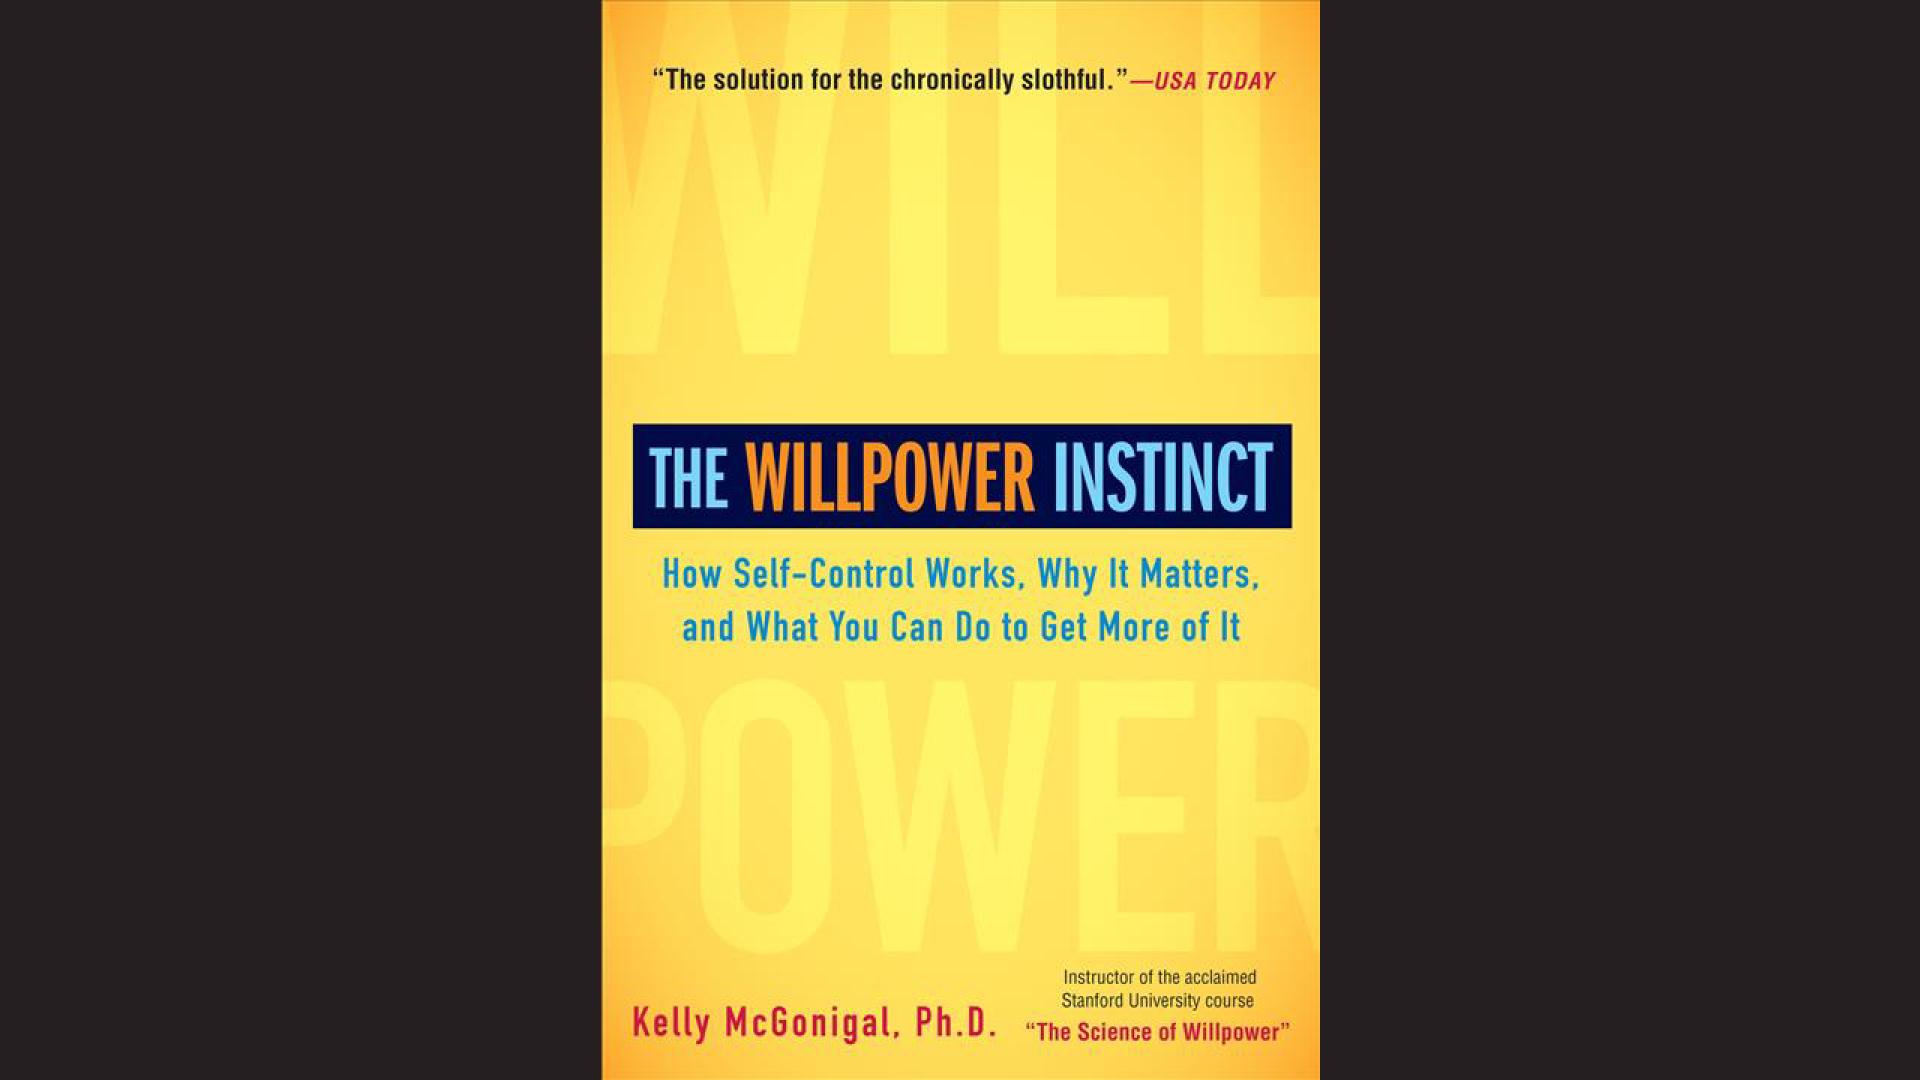 “The solution for the chronically slothful.”—USA TODAY
WILL
THE WILLPOWER INSTINCT
How Self-Control Works, Why It Matters,
and What You Can Do to Get More of It
POWER
Instructor of the acclaimed
Stanford University course
Kelly McGonigal, Ph.D. “The Science of Willpower”